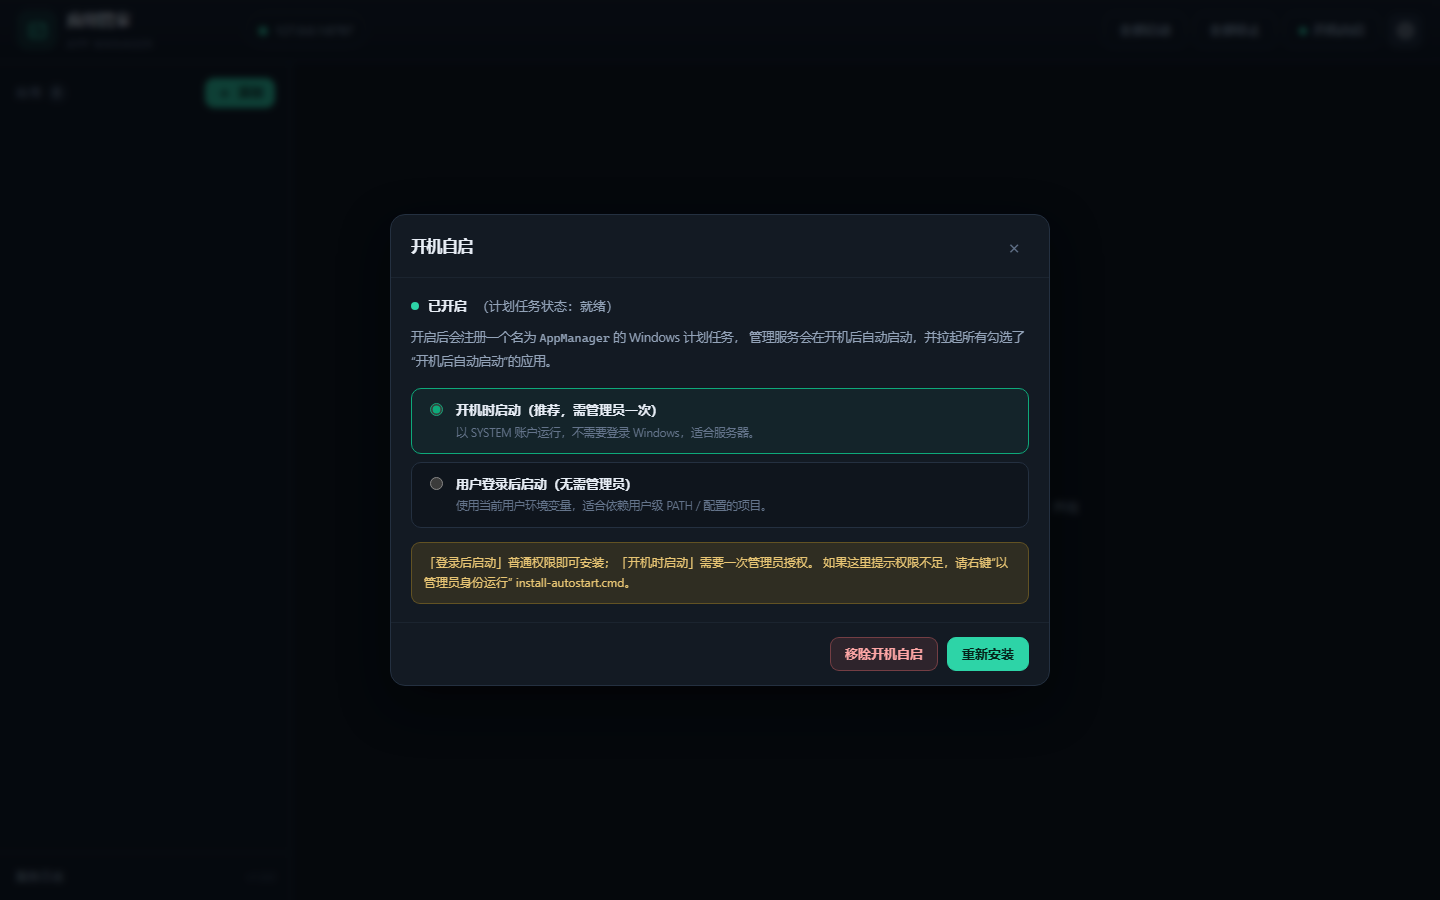 开机自启
×
已开启 （计划任务状态：就绪）
开启后会注册一个名为 AppManager 的 Windows 计划任务， 管理服务会在开机后自动启动，并拉起所有勾选了
“开机后自动启动”的应用。
开机时启动（推荐，需管理员一次）
以 SYSTEM 账户运行，不需要登录 Windows，适合服务器。
用户登录后启动（无需管理员）
使用当前用户环境变量，适合依赖用户级 PATH / 配置的项目。
「登录后启动」普通权限即可安装；「开机时启动」需要一次管理员授权。 如果这里提示权限不足，请右键“以
管理员身份运行” install-autostart.cmd。
移除开机自启
重新安装